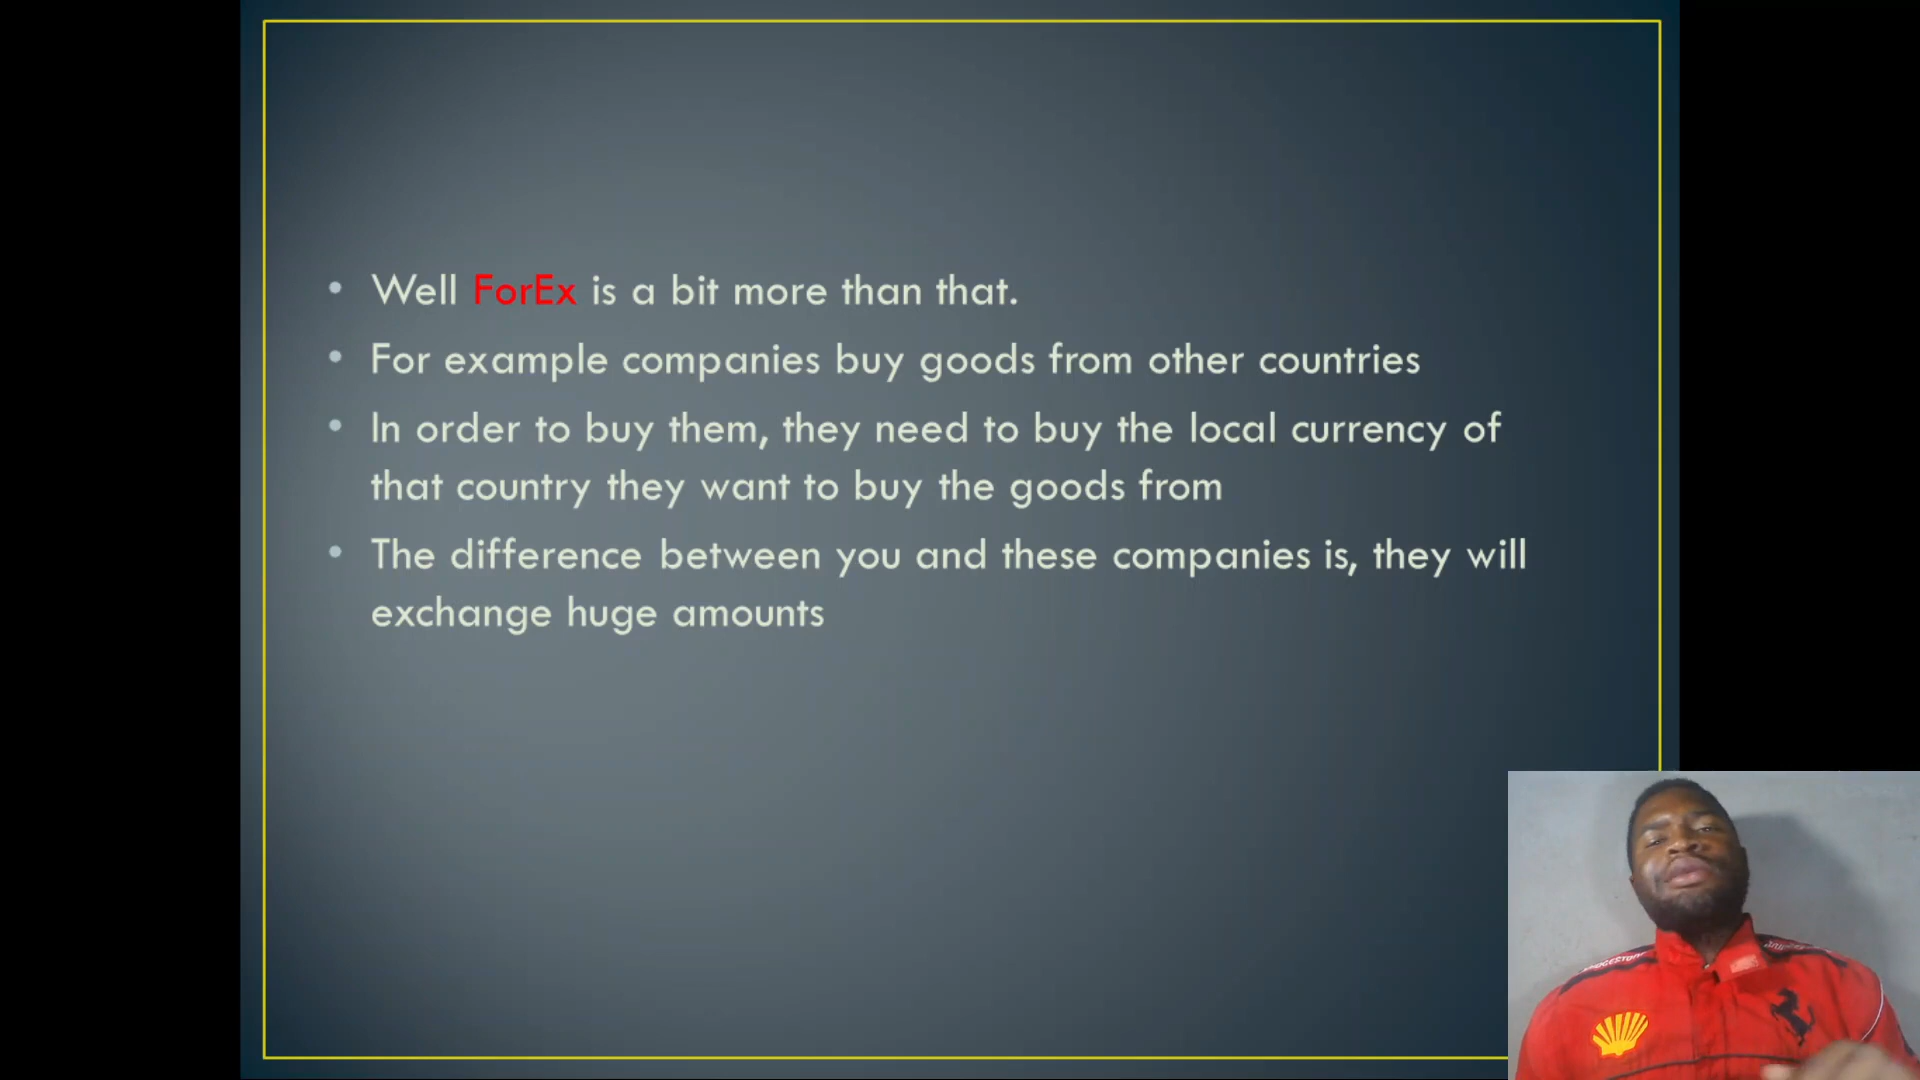 • Well ForEx is a bit more than that.
• For example companies buy goods from other countries
• In order to buy them, they need to buy the local currency of
that country they want to buy the goods from
• The difference between you and these companies is, they will
exchange huge amounts